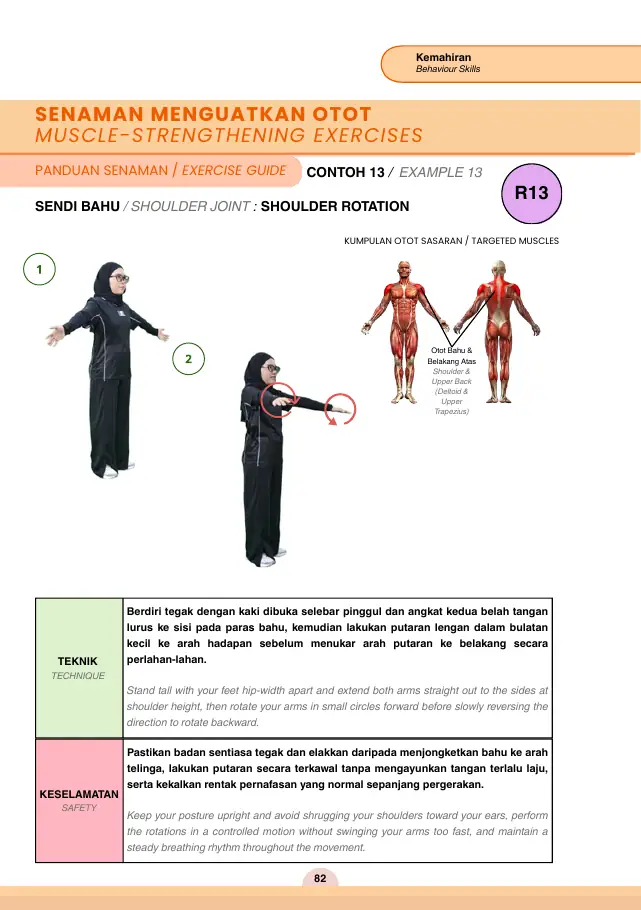 Kemahiran
Behaviour Skills
SENAMAN MENGUATKAN OTOT
MUSCLE-STRENGTHENING EXERCISES
PANDUAN SENAMAN / EXERCISE GUIDE
CONTOH 13 / EXAMPLE 13
R13
SENDI BAHU / SHOULDER JOINT : SHOULDER ROTATION
KUMPULAN OTOT SASARAN / TARGETED MUSCLES
1
2
Otot Bahu &
Belakang Atas
Shoulder &
Upper Back
(Deltoid &
Upper
Trapezius)
TEKNIK
TECHNIQUE
Berdiri tegak dengan kaki dibuka selebar pinggul dan angkat kedua belah tangan
lurus ke sisi pada paras bahu, kemudian lakukan putaran lengan dalam bulatan
kecil ke arah hadapan sebelum menukar arah putaran ke belakang secara
perlahan-lahan.
Stand tall with your feet hip-width apart and extend both arms straight out to the sides at
shoulder height, then rotate your arms in small circles forward before slowly reversing the
direction to rotate backward.
KESELAMATAN
SAFETY
Pastikan badan sentiasa tegak dan elakkan daripada menjongketkan bahu ke arah
telinga, lakukan putaran secara terkawal tanpa mengayunkan tangan terlalu laju,
serta kekalkan rentak pernafasan yang normal sepanjang pergerakan.
Keep your posture upright and avoid shrugging your shoulders toward your ears, perform
the rotations in a controlled motion without swinging your arms too fast, and maintain a
steady breathing rhythm throughout the movement.
82